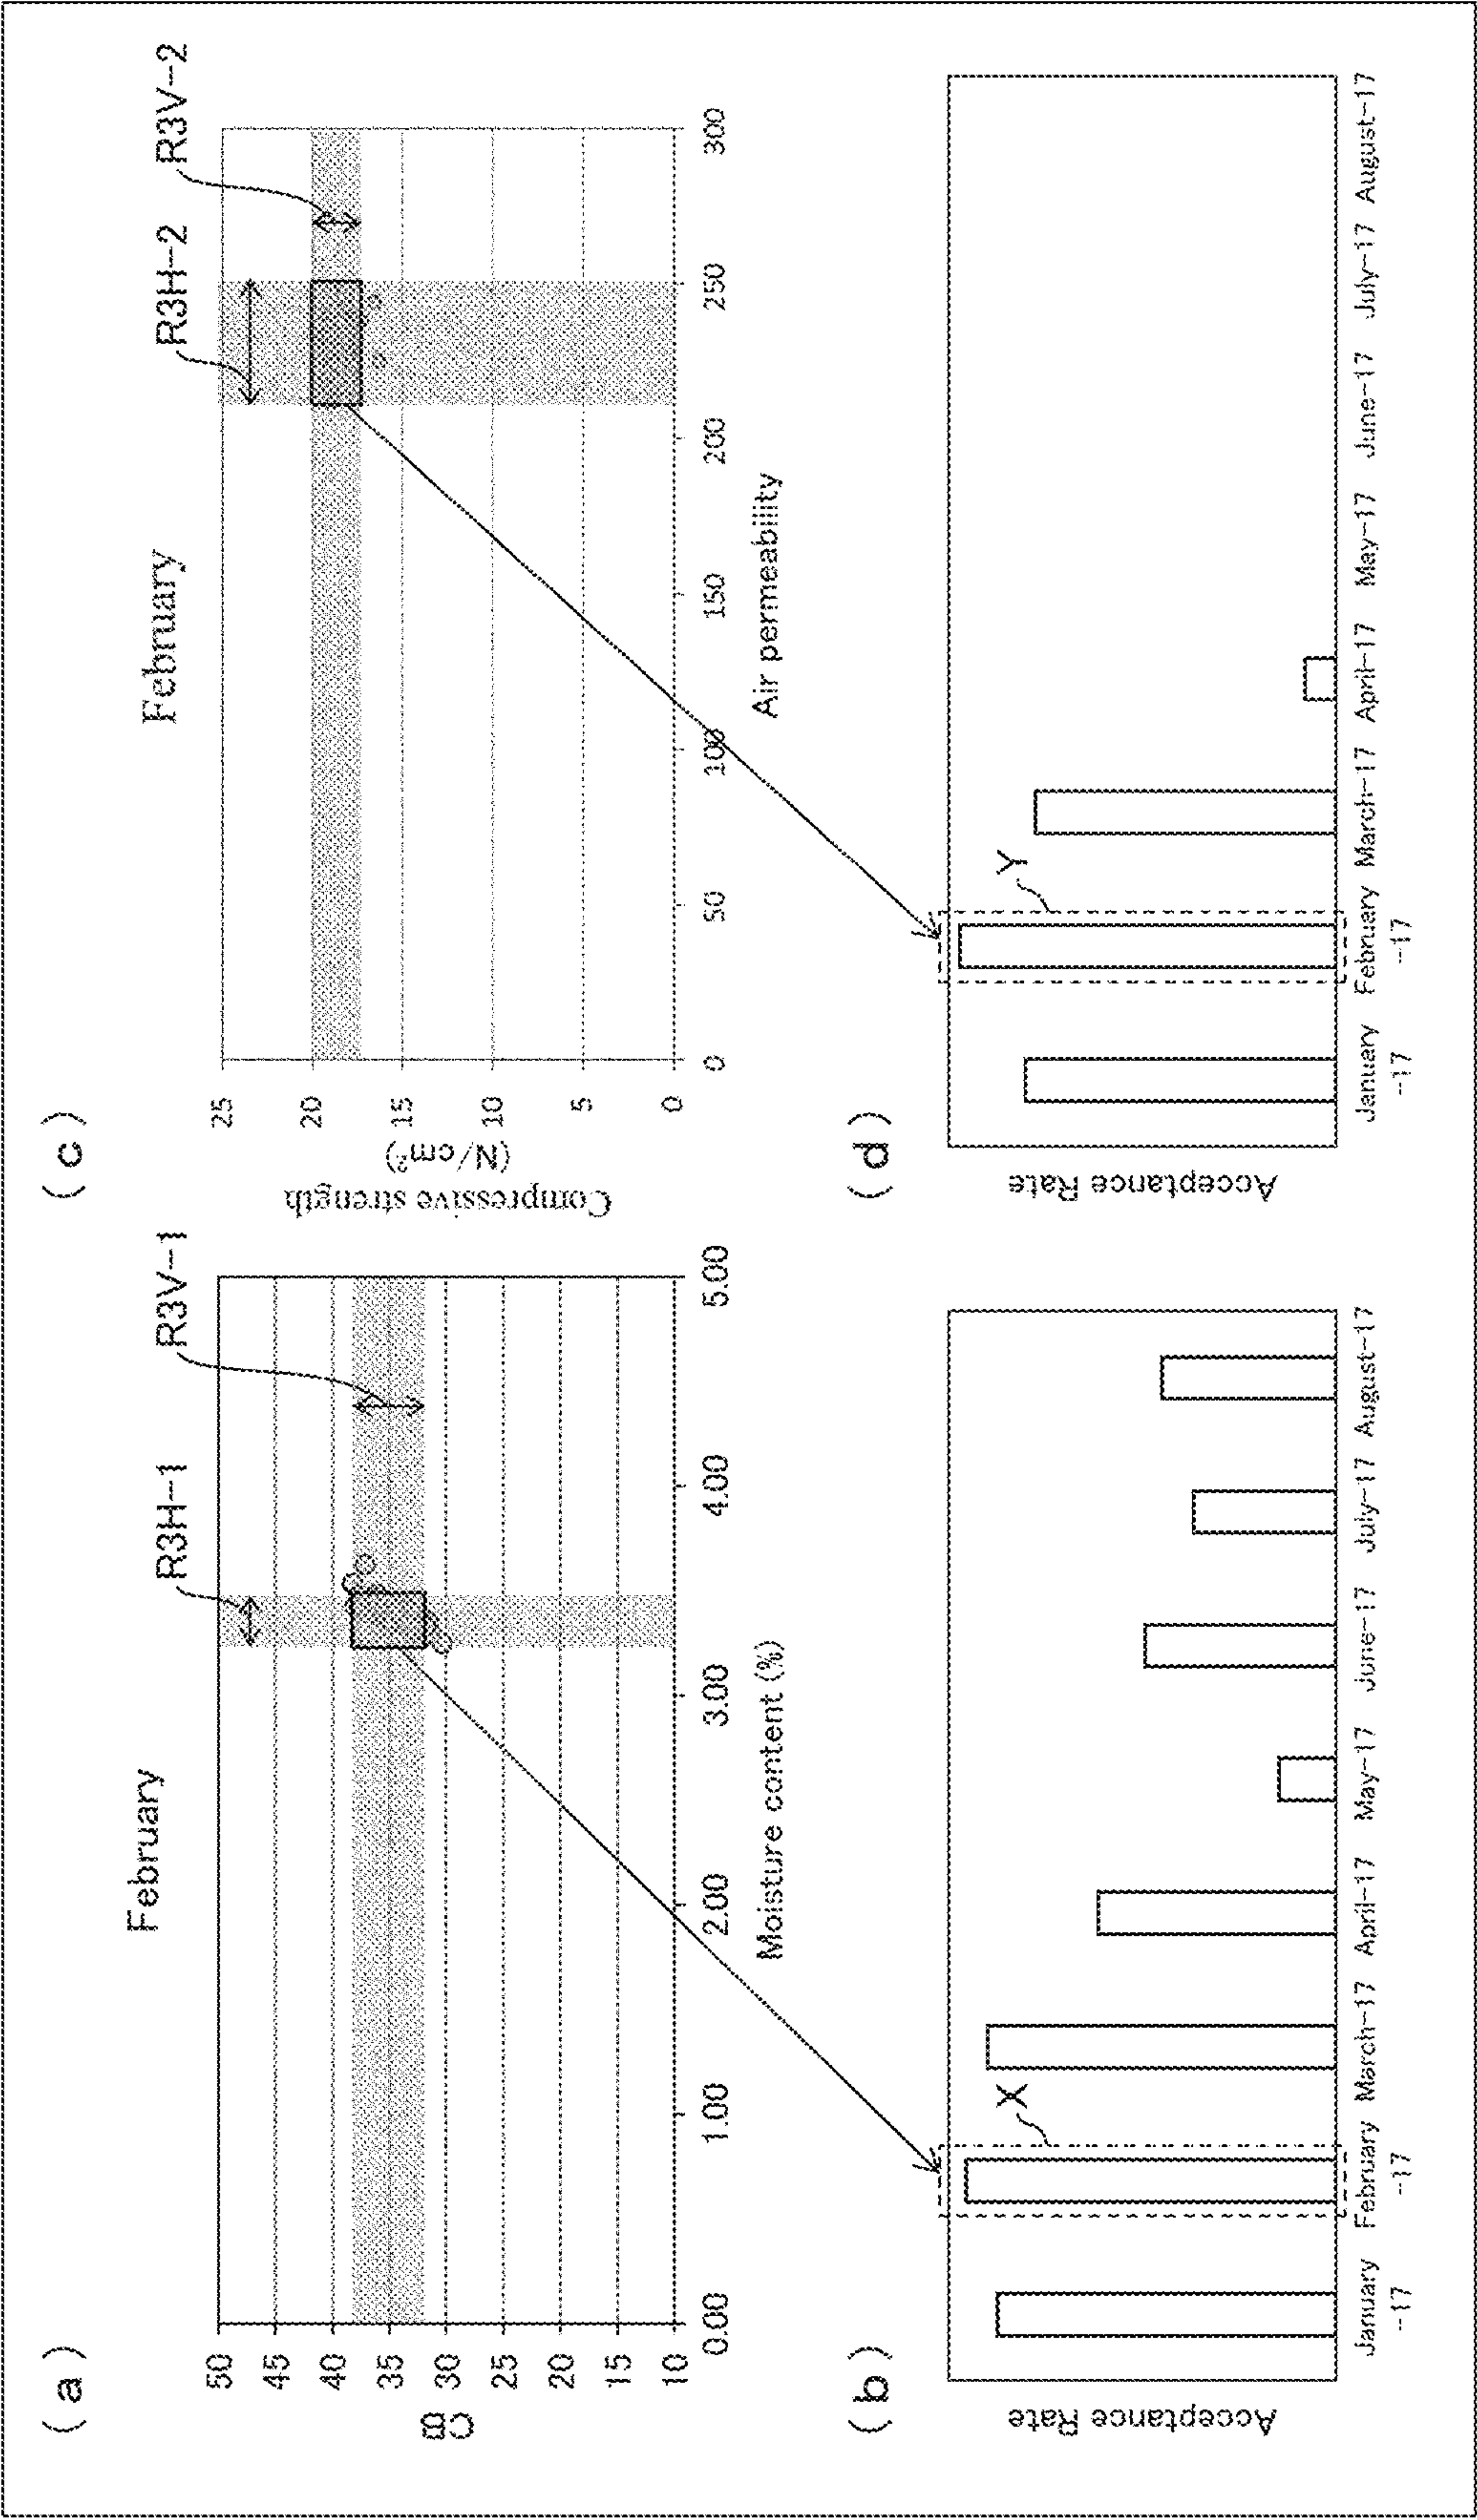 ( a )
February
R3H-1
R3V-1
50
45
40
35
30
25
20
15
10
CB
0.00
1.00
2.00
3.00
4.00
5.00
Moisture content (%)
( b )
Acceptance Rate
X
January
-17
February
-17
March-17
April-17
May-17
June-17
July-17
August-17
( c )
February
R3H-2
R3V-2
Compressive strength
(N/cm²)
25
20
15
10
5
0
0
50
100
150
200
250
300
Air permeability
( d )
Acceptance Rate
Y
January
-17
February
-17
March-17
April-17
May-17
June-17
July-17
August-17